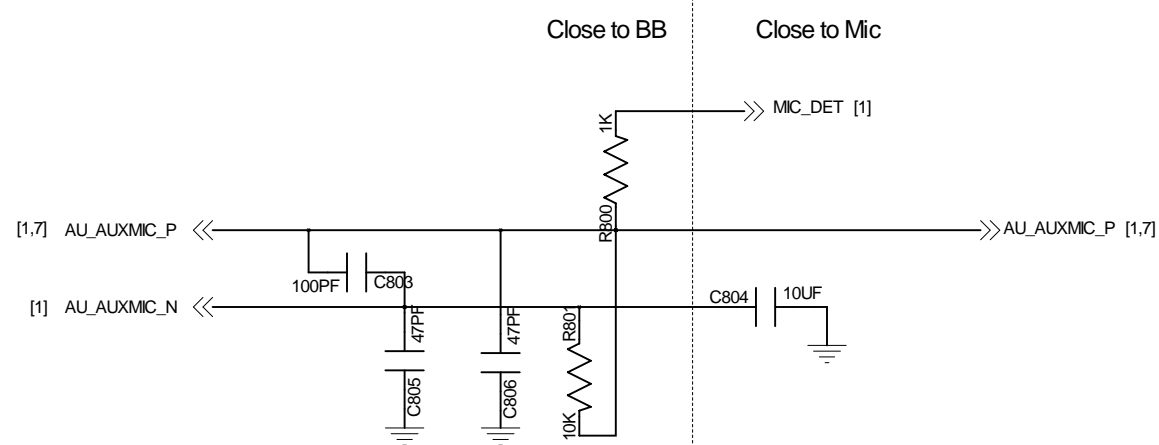 Close to BB
Close to Mic
MIC_DET [1]
1K
R800
[1,7] AU_AUXMIC_P
AU_AUXMIC_P [1,7]
100PF
C803
[1] AU_AUXMIC_N
C804
10UF
47PF
C805
47PF
C806
R801
10K